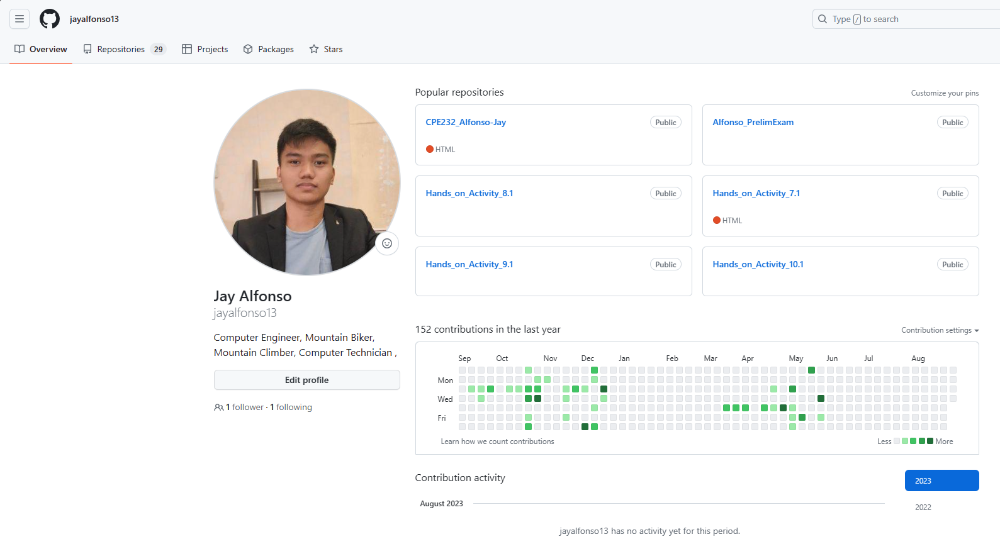 jayalfonso13
Type / to search
Overview
Repositories 29
Projects
Packages
Stars
Jay Alfonso
jayalfonso13
Computer Engineer, Mountain Biker,
Mountain Climber, Computer Technician ,
Edit profile
1 follower · 1 following
Popular repositories
Customize your pins
CPE232_Alfonso-Jay
Public
HTML
Alfonso_PrelimExam
Public
Hands_on_Activity_8.1
Public
Hands_on_Activity_7.1
Public
HTML
Hands_on_Activity_9.1
Public
Hands_on_Activity_10.1
Public
152 contributions in the last year
Contribution settings
Sep Oct Nov Dec Jan Feb Mar Apr May Jun Jul Aug
Mon
Wed
Fri
Learn how we count contributions
Less More
Contribution activity
2023
2022
August 2023
jayalfonso13 has no activity yet for this period.